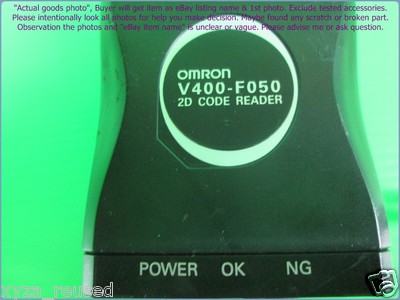 "Actual goods photo", Buyer will get item as eBay listing name & 1st photo. Exclude tested accessories.
Please intentionally look all photos for help you make decision. Maybe found any scratch or broken part.
Observation the photos and "eBay item name" is unclear or vague. Please advise me or ask question.
OMRON
V400-F050
2D CODE READER
POWER OK NG
xyza_reused
xyza_reused